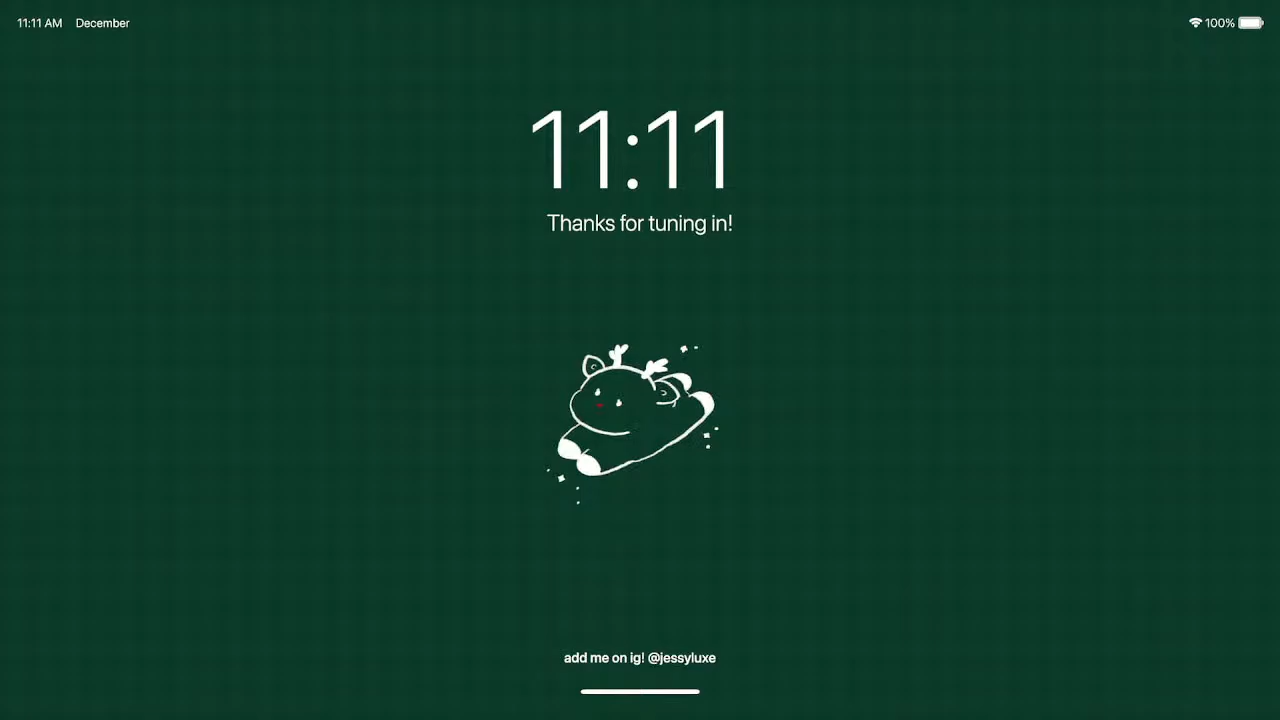 11:11 AM December
100%
11:11
Thanks for tuning in!
add me on ig! @jessyluxe